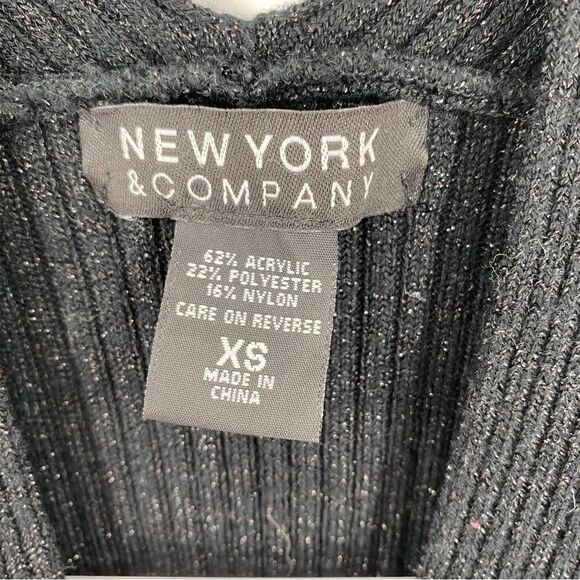 NEW YORK
& COMPANY
62% ACRYLIC
22% POLYESTER
16% NYLON
CARE ON REVERSE
XS
MADE IN
CHINA